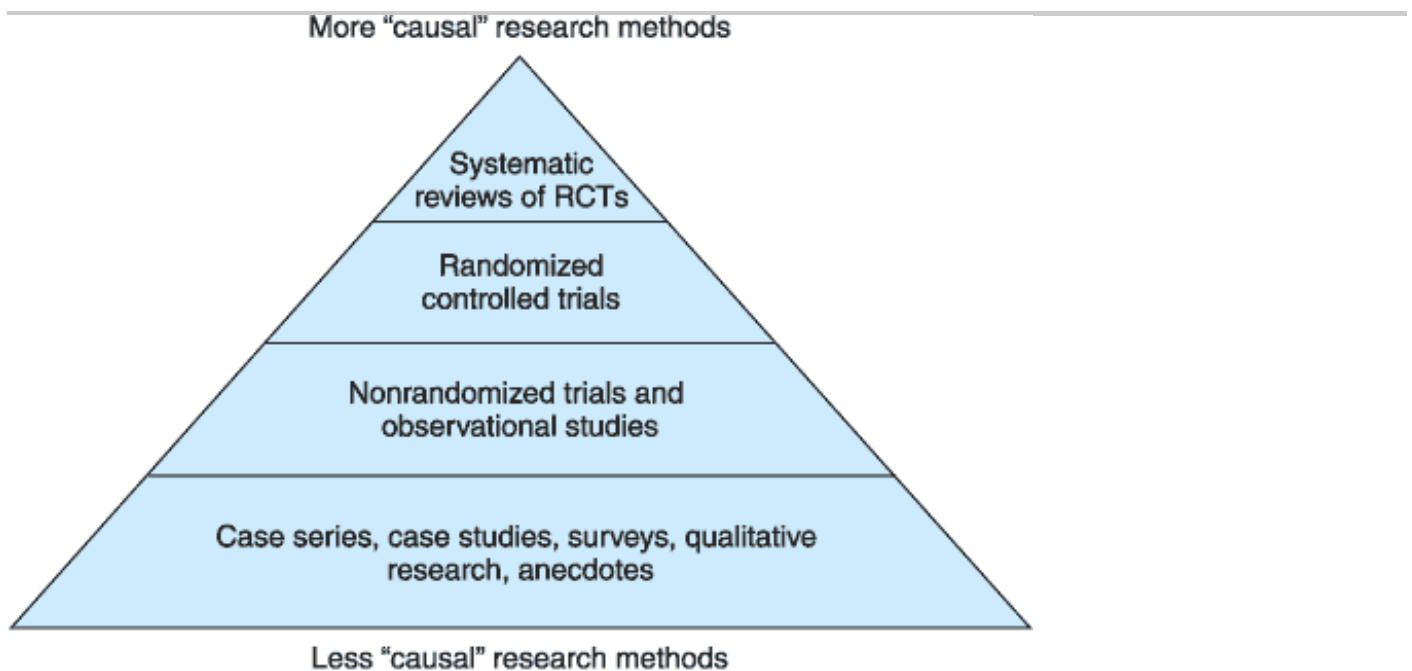 More “causal” research methods
Systematic
reviews of RCTs
Randomized
controlled trials
Nonrandomized trials and
observational studies
Case series, case studies, surveys, qualitative
research, anecdotes
Less “causal” research methods